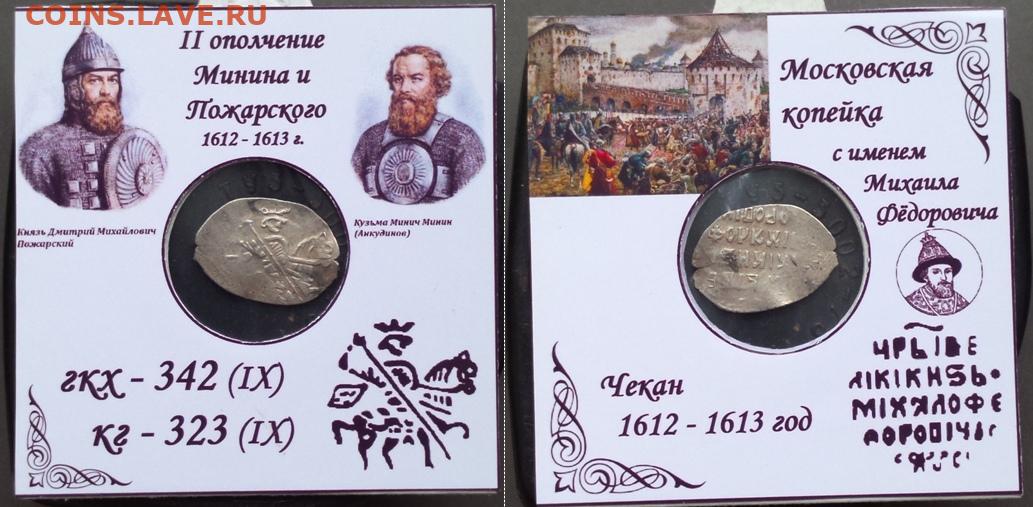 COINS.LAVE.RU
II ополчение
Минина и
Пожарского
1612 - 1613 г.
Князь Дмитрий Михайлович
Пожарский
Кузьма Минич Минин
(Анкудинов)
гкх - 342 (IX)
кг - 323 (IX)
Московская
копейка
с именем
Михаила
Фёдоровича
Чекан
1612 - 1613 год